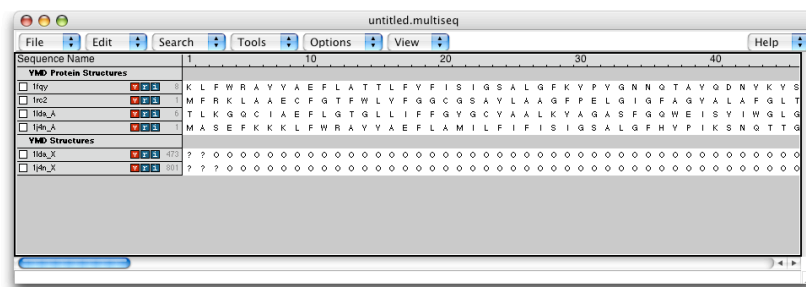 untitled.multiseq
File Edit Search Tools Options View Help
Sequence Name 1 10 20 30 40
YMD Protein Structures
1fqy v r i 8 K L F W R A V V A E F L A T T L F V F I S I G S A L G F K Y P V G N N Q T A V Q D N V K V S
1rc2 v r i 1 M F R K L A A E C F G T F W L V F G G C G S A V L A A G F P E L G I G F A G V A L A F G L T
1lda_A v r i 6 T L K G Q C I A E F L G T G L L I F F G V G C V A A L K V A G A S F G Q W E I S V I W G L G
1j4n_A v r i 1 M A S E F K K K L F W R A V V A E F L A M I L F I F I S I G S A L G F H Y P I K S N Q T T G
YMD Structures
1lda_X v r i 473 ? ? o o o o o o o o o o o o o o o o o o o o o o o o o o o o o o o o o o o o o o o o o o o o
1j4n_X v r i 801 ? ? ? o o o o o o o o o o o o o o o o o o o o o o o o o o o o o o o o o o o o o o o o o o o